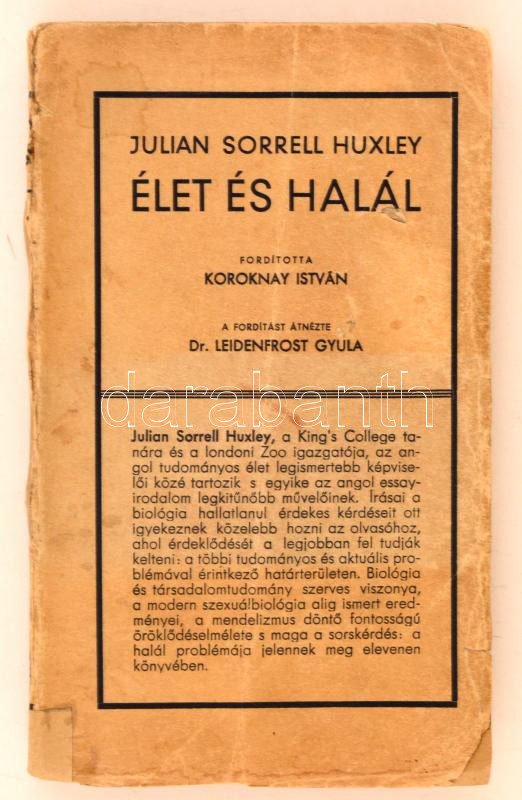 JULIAN SORRELL HUXLEY
ÉLET ÉS HALÁL
FORDÍTOTTA
KOROKNAY ISTVÁN
A FORDÍTÁST ÁTNÉZTE
Dr. LEIDENFROST GYULA
darabanth
Julian Sorrell Huxley, a King's College ta-
nára és a londoni Zoo igazgatója, az an-
gol tudományos élet legismertebb képvise-
lői közé tartozik s egyike az angol essay-
irodalom legkitűnőbb művelőinek. Írásai a
biológia hallatlanul érdekes kérdéseit ott
igyekeznek közelebb hozni az olvasóhoz,
ahol érdeklődését a legjobban fel tudják
kelteni: a többi tudományos és aktuális pro-
blémával érintkező határterületen. Biológia
és társadalomtudomány szerves viszonya,
a modern szexuálbiológia alig ismert ered-
ményei, a mendelizmus döntő fontosságú
öröklődéselmélete s maga a sorskérdés: a
halál problémája jelennek meg elevenen
könyvében.